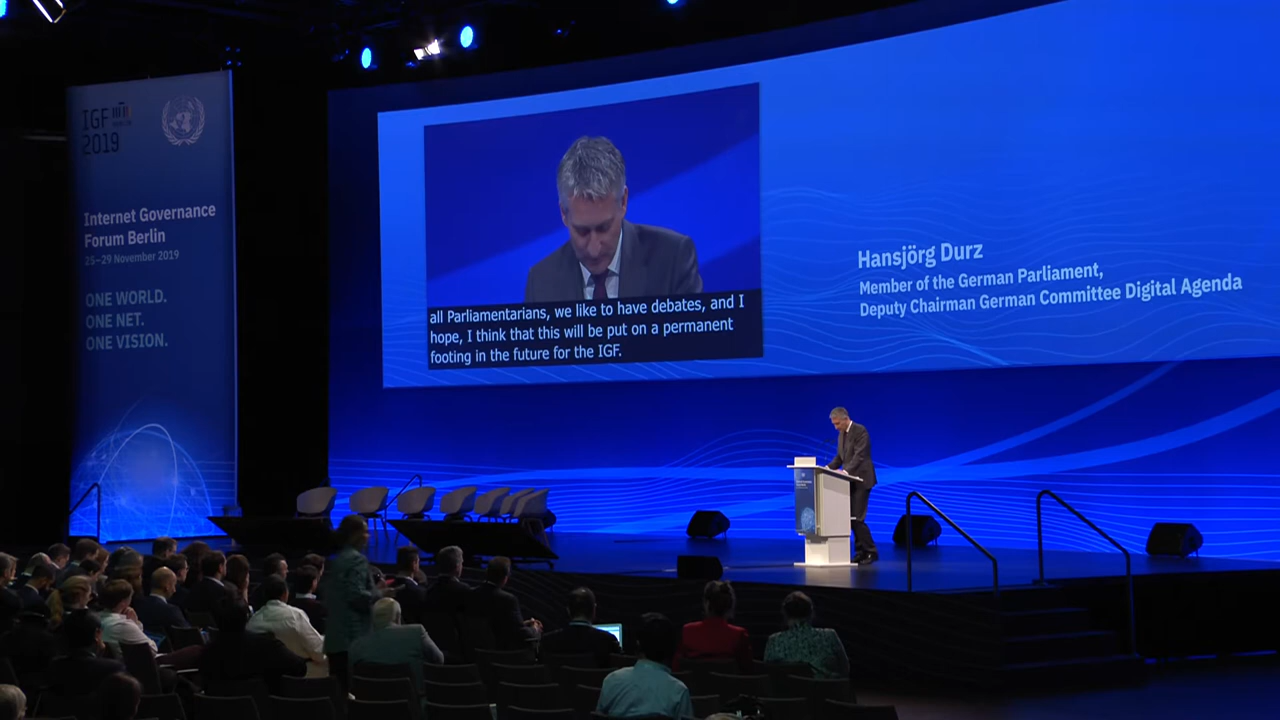 IGF
2019
Internet Governance
Forum Berlin
25–29 November 2019
ONE WORLD.
ONE NET.
ONE VISION.
all Parliamentarians, we like to have debates, and I
hope, I think that this will be put on a permanent
footing in the future for the IGF.
Hansjörg Durz
Member of the German Parliament,
Deputy Chairman German Committee Digital Agenda